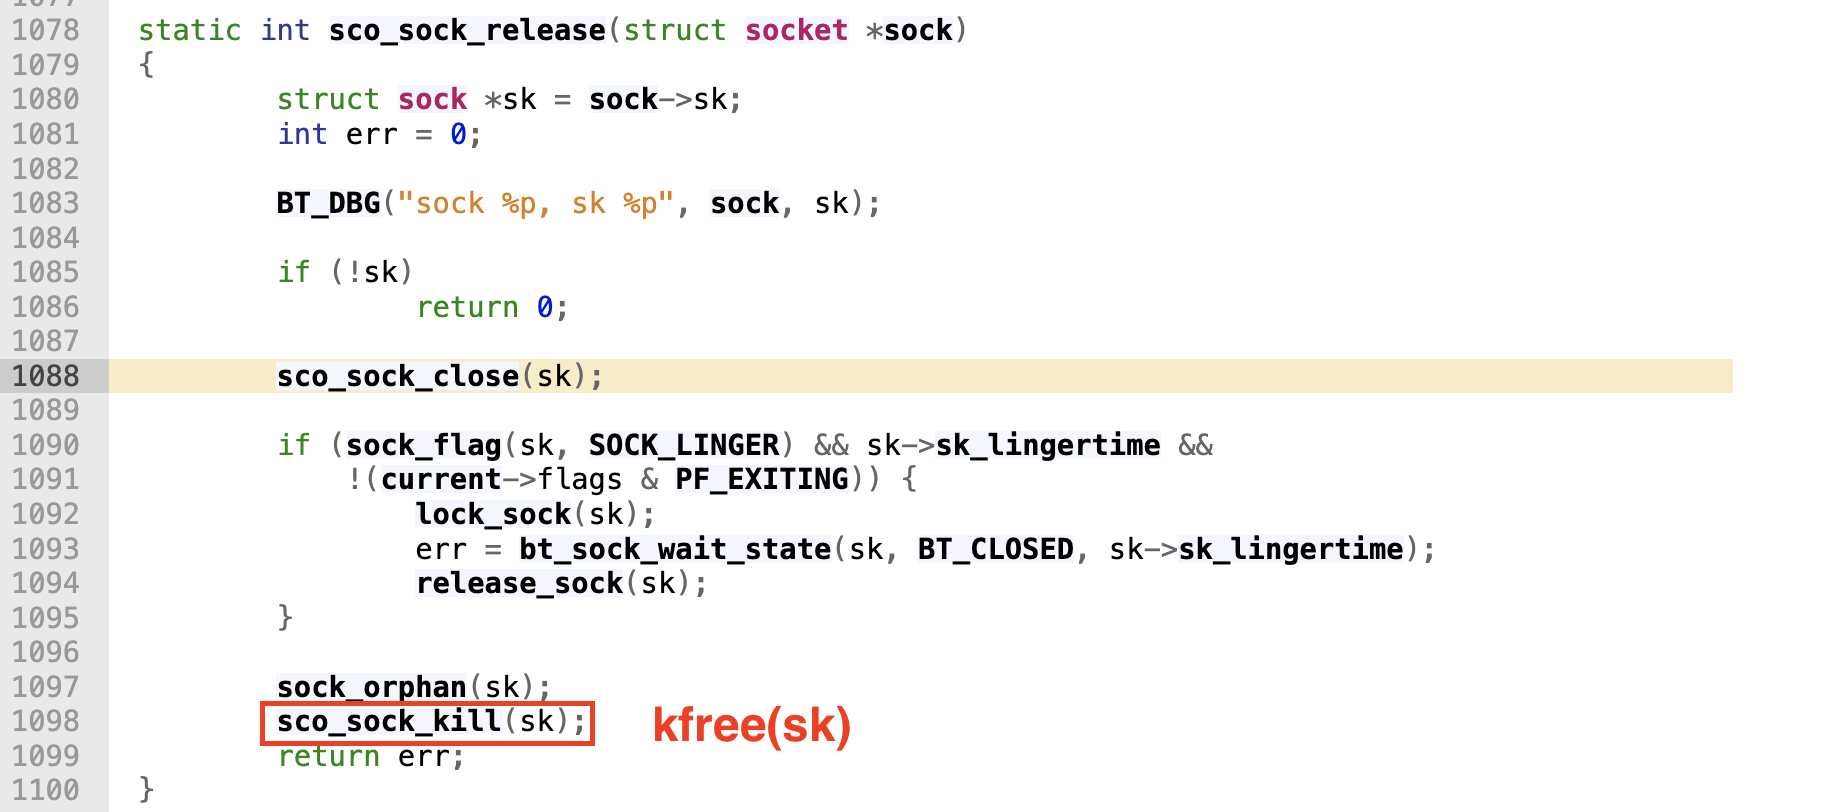 1077
1078 static int sco_sock_release(struct socket *sock)
1079 {
1080 struct sock *sk = sock->sk;
1081 int err = 0;
1082
1083 BT_DBG("sock %p, sk %p", sock, sk);
1084
1085 if (!sk)
1086 return 0;
1087
1088 sco_sock_close(sk);
1089
1090 if (sock_flag(sk, SOCK_LINGER) && sk->sk_lingertime &&
1091 !(current->flags & PF_EXITING)) {
1092 lock_sock(sk);
1093 err = bt_sock_wait_state(sk, BT_CLOSED, sk->sk_lingertime);
1094 release_sock(sk);
1095 }
1096
1097 sock_orphan(sk);
1098 sco_sock_kill(sk); kfree(sk)
1099 return err;
1100 }